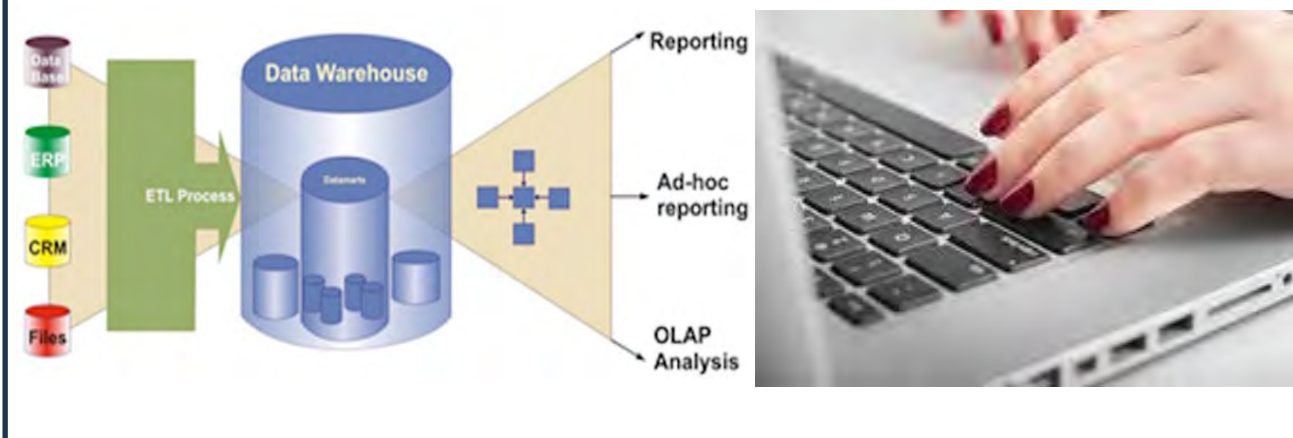 Data
Base
ERP
CRM
Files
ETL Process
Data Warehouse
Datamarts
Reporting
Ad-hoc
reporting
OLAP
Analysis